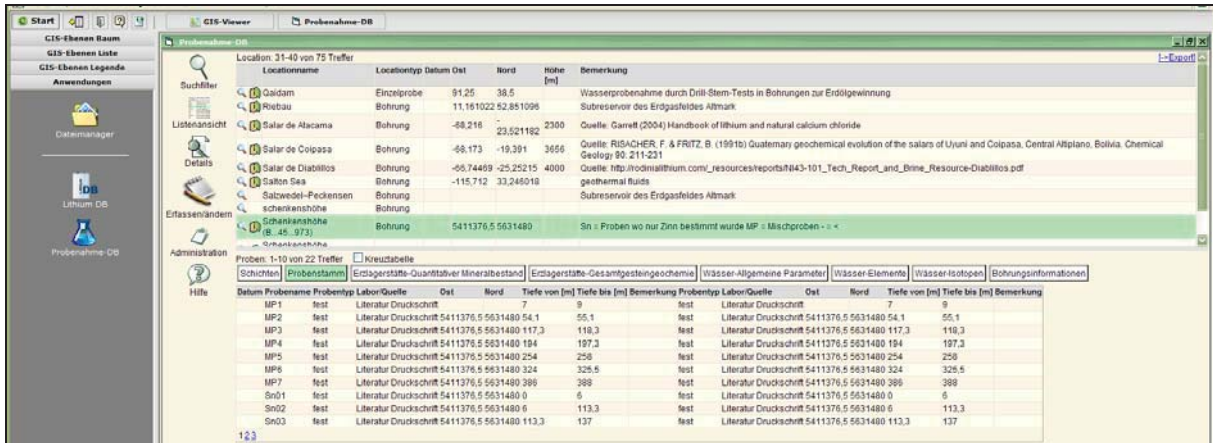 Start GIS-Viewer Probenahme-DB
GIS-Ebenen Baum
GIS-Ebenen Liste
GIS-Ebenen Legende
Anwendungen
Dateimanager
DB
Lithium DB
Probenahme-DB
Probenahme-DB
Suchfilter
Listenansicht
Details
Erfassen/ändern
Administration
Hilfe
Location: 31-40 von 75 Treffer [->Export]
Locationname Locationtyp Datum Ost Nord Höhe [m] Bemerkung
Qaidam Einzelprobe 91,25 38,5 Wasserprobenahme durch Drill-Stem-Tests in Bohrungen zur Erdölgewinnung
Riebau Bohrung 11,161022 52,851096 Subreservoir des Erdgasfeldes Altmark
Salar de Atacama Bohrung -68,216 -23,521182 2300 Quelle: Garrett (2004) Handbook of lithium and natural calcium chloride
Salar de Coipasa Bohrung -68,173 -19,391 3656 Quelle: RISACHER, F. & FRITZ, B. (1991b) Quaternary geochemical evolution of the salars of Uyuni and Coipasa, Central Altiplano, Bolivia. Chemical
Geology 90: 211-231
Salar de Diablillos Bohrung -66,74469 -25,25215 4000 Quelle: http://rodinialithium.com/_resources/reports/NI43-101_Tech_Report_and_Brine_Resource-Diablillos.pdf
Salton Sea Bohrung -115,712 33,246018 geothermal fluids
Salzwedel-Peckensen Bohrung Subreservoir des Erdgasfeldes Altmark
schenkenshöhe Bohrung
Schenkenshöhe (B...45...973) Bohrung 5411376,5 5631480 Sn = Proben wo nur Zinn bestimmt wurde MP = Mischproben - = <
Schenkenshöhe
Proben: 1-10 von 22 Treffer Kreuztabelle
Schichten Probenstamm Erzlagerstätte-Quantitativer Mineralbestand Erzlagerstätte-Gesamtgesteingeochemie Wässer-Allgemeine Parameter Wässer-Elemente Wässer-Isotopen Bohrungsinformationen
Datum Probename Probentyp Labor/Quelle Ost Nord Tiefe von [m] Tiefe bis [m] Bemerkung Probentyp Labor/Quelle Ost Nord Tiefe von [m] Tiefe bis [m] Bemerkung
MP1 fest Literatur Druckschrift 7 9 fest Literatur Druckschrift 7 9
MP2 fest Literatur Druckschrift 5411376,5 5631480 54,1 55,1 fest Literatur Druckschrift 5411376,5 5631480 54,1 55,1
MP3 fest Literatur Druckschrift 5411376,5 5631480 117,3 118,3 fest Literatur Druckschrift 5411376,5 5631480 117,3 118,3
MP4 fest Literatur Druckschrift 5411376,5 5631480 194 197,3 fest Literatur Druckschrift 5411376,5 5631480 194 197,3
MP5 fest Literatur Druckschrift 5411376,5 5631480 254 258 fest Literatur Druckschrift 5411376,5 5631480 254 258
MP6 fest Literatur Druckschrift 5411376,5 5631480 324 325,5 fest Literatur Druckschrift 5411376,5 5631480 324 325,5
MP7 fest Literatur Druckschrift 5411376,5 5631480 386 388 fest Literatur Druckschrift 5411376,5 5631480 386 388
Sn01 fest Literatur Druckschrift 5411376,5 5631480 0 6 fest Literatur Druckschrift 5411376,5 5631480 0 6
Sn02 fest Literatur Druckschrift 5411376,5 5631480 6 113,3 fest Literatur Druckschrift 5411376,5 5631480 6 113,3
Sn03 fest Literatur Druckschrift 5411376,5 5631480 113,3 137 fest Literatur Druckschrift 5411376,5 5631480 113,3 137
1 2 3